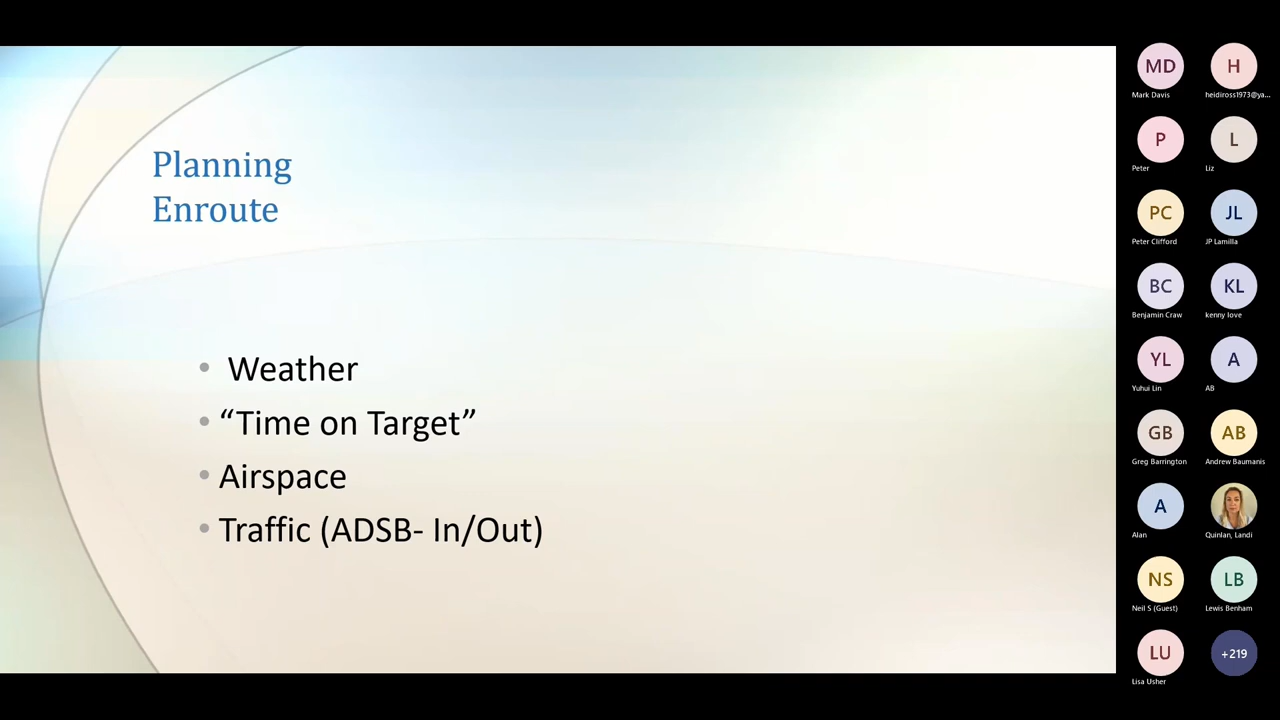 Planning
Enroute
• Weather
• “Time on Target”
• Airspace
• Traffic (ADSB- In/Out)
MD
Mark Davis
H
heidiross1973@ya...
P
Peter
L
Liz
PC
Peter Clifford
JL
JP Lamilla
BC
Benjamin Craw
KL
kenny love
YL
Yuhui Lin
A
AB
GB
Greg Barrington
AB
Andrew Baumanis
A
Alan
Quinlan, Landi
NS
Neil S (Guest)
LB
Lewis Benham
LU
Lisa Usher
+219